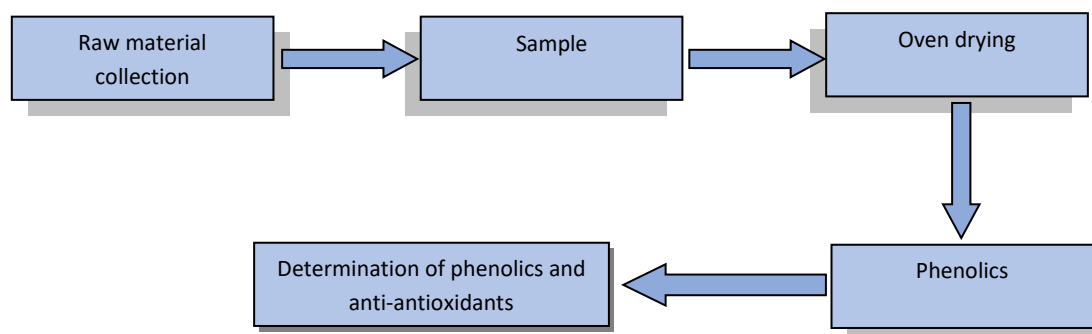 Raw material
collection
Sample
Oven drying
Phenolics
Determination of phenolics and
anti-antioxidants